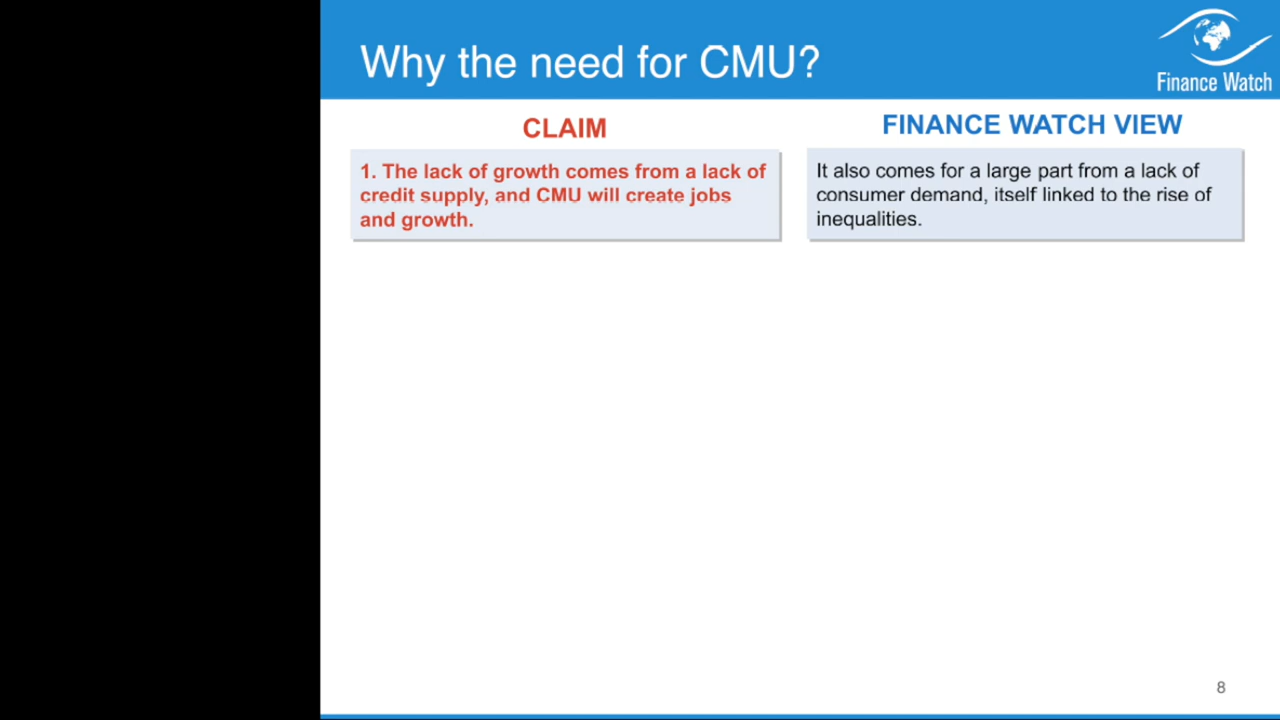 Why the need for CMU?
Finance Watch
CLAIM
1. The lack of growth comes from a lack of
credit supply, and CMU will create jobs
and growth.
FINANCE WATCH VIEW
It also comes for a large part from a lack of
consumer demand, itself linked to the rise of
inequalities.
8